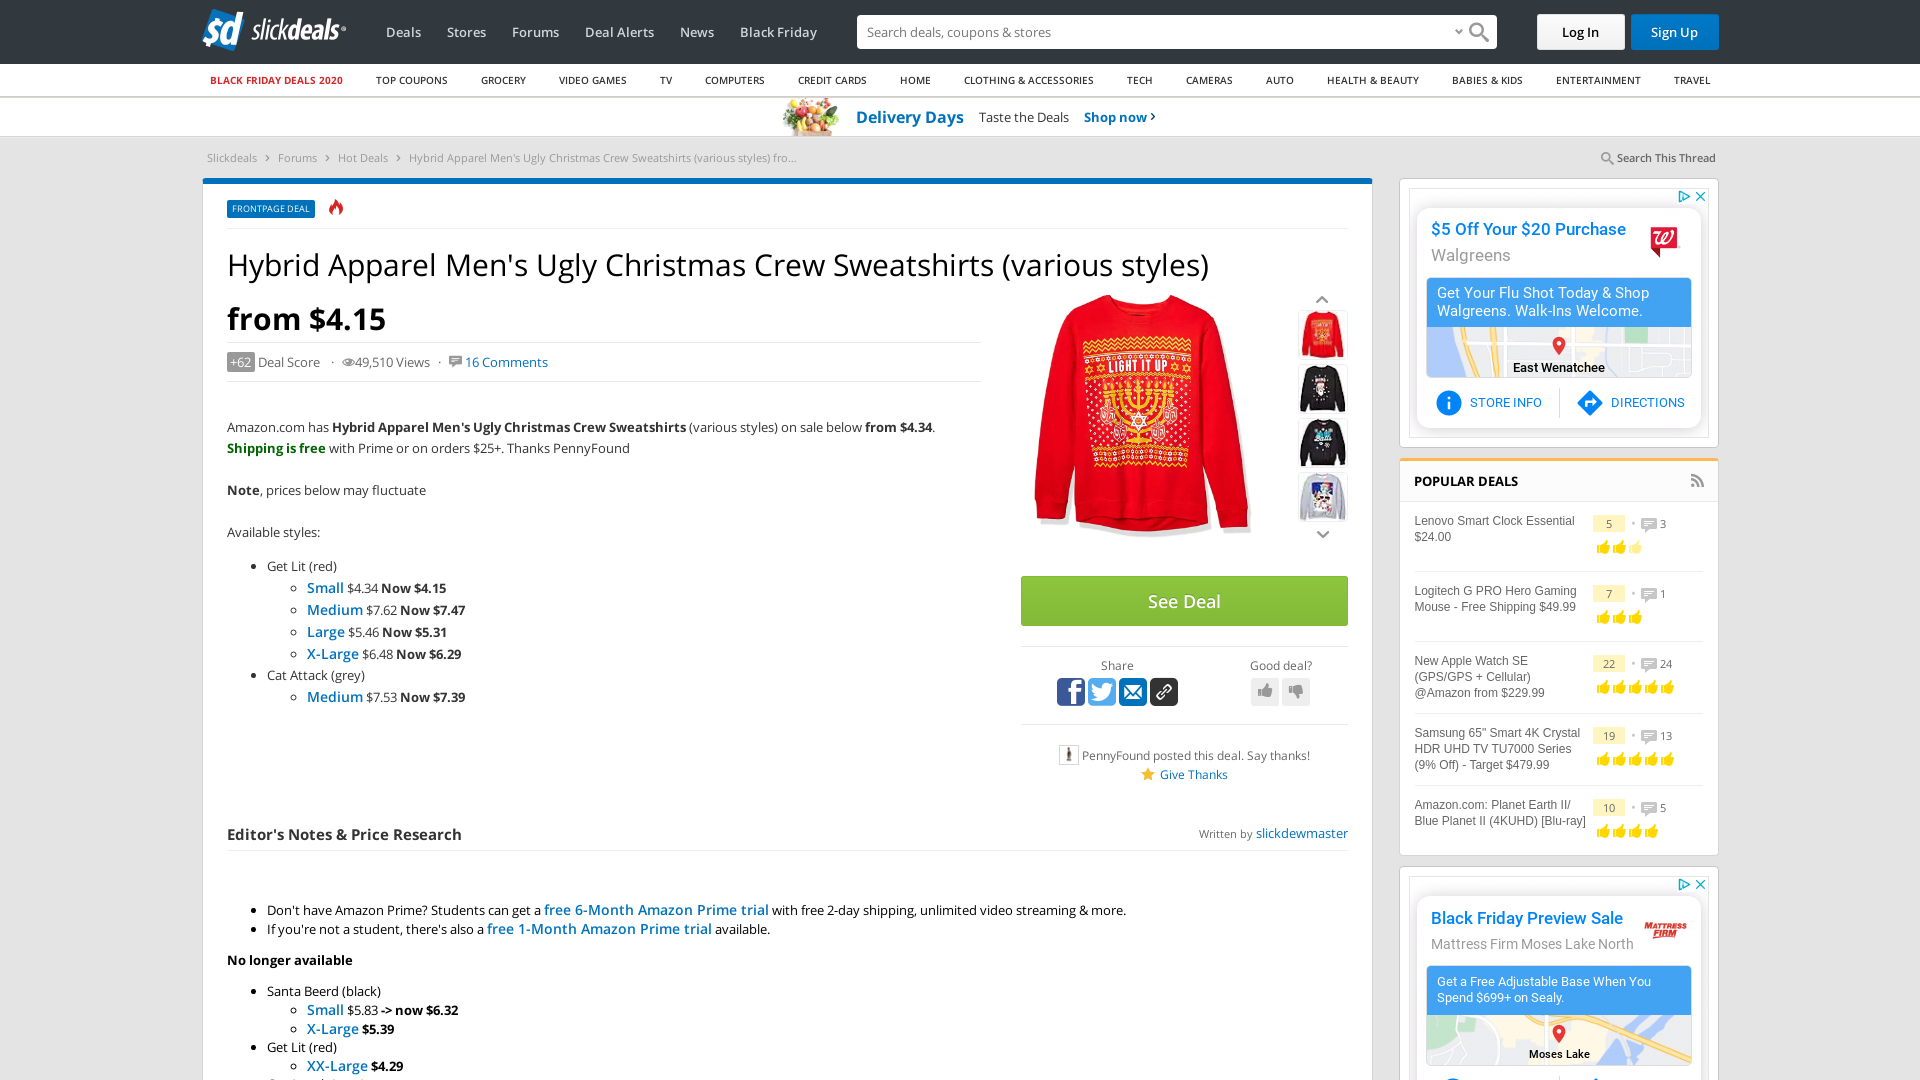 slickdeals
Deals
Stores
Forums
Deal Alerts
News
Black Friday
Search deals, coupons & stores
Log In
Sign Up
BLACK FRIDAY DEALS 2020
TOP COUPONS
GROCERY
VIDEO GAMES
TV
COMPUTERS
CREDIT CARDS
HOME
CLOTHING & ACCESSORIES
TECH
CAMERAS
AUTO
HEALTH & BEAUTY
BABIES & KIDS
ENTERTAINMENT
TRAVEL
Delivery Days Taste the Deals Shop now
Slickdeals > Forums > Hot Deals > Hybrid Apparel Men's Ugly Christmas Crew Sweatshirts (various styles) fro...
Search This Thread
FRONTPAGE DEAL
Hybrid Apparel Men's Ugly Christmas Crew Sweatshirts (various styles)
from $4.15
+62 Deal Score · 49,510 Views · 16 Comments
Amazon.com has Hybrid Apparel Men's Ugly Christmas Crew Sweatshirts (various styles) on sale below from $4.34.
Shipping is free with Prime or on orders $25+. Thanks PennyFound
Note, prices below may fluctuate
Available styles:
Get Lit (red)
Small $4.34 Now $4.15
Medium $7.62 Now $7.47
Large $5.46 Now $5.31
X-Large $6.48 Now $6.29
Cat Attack (grey)
Medium $7.53 Now $7.39
LIGHT IT UP
See Deal
Share
Good deal?
PennyFound posted this deal. Say thanks!
Give Thanks
Editor's Notes & Price Research
Written by slickdewmaster
Don't have Amazon Prime? Students can get a free 6-Month Amazon Prime trial with free 2-day shipping, unlimited video streaming & more.
If you're not a student, there's also a free 1-Month Amazon Prime trial available.
No longer available
Santa Beerd (black)
Small $5.83 -> now $6.32
X-Large $5.39
Get Lit (red)
XX-Large $4.29
$5 Off Your $20 Purchase
Walgreens
Get Your Flu Shot Today & Shop
Walgreens. Walk-Ins Welcome.
East Wenatchee
STORE INFO
DIRECTIONS
POPULAR DEALS
Lenovo Smart Clock Essential
$24.00
5 · 3
Logitech G PRO Hero Gaming
Mouse - Free Shipping $49.99
7 · 1
New Apple Watch SE
(GPS/GPS + Cellular)
@Amazon from $229.99
22 · 24
Samsung 65" Smart 4K Crystal
HDR UHD TV TU7000 Series
(9% Off) - Target $479.99
19 · 13
Amazon.com: Planet Earth II/
Blue Planet II (4KUHD) [Blu-ray]
10 · 5
Black Friday Preview Sale
Mattress Firm Moses Lake North
MATTRESS FIRM
Get a Free Adjustable Base When You
Spend $699+ on Sealy.
Moses Lake